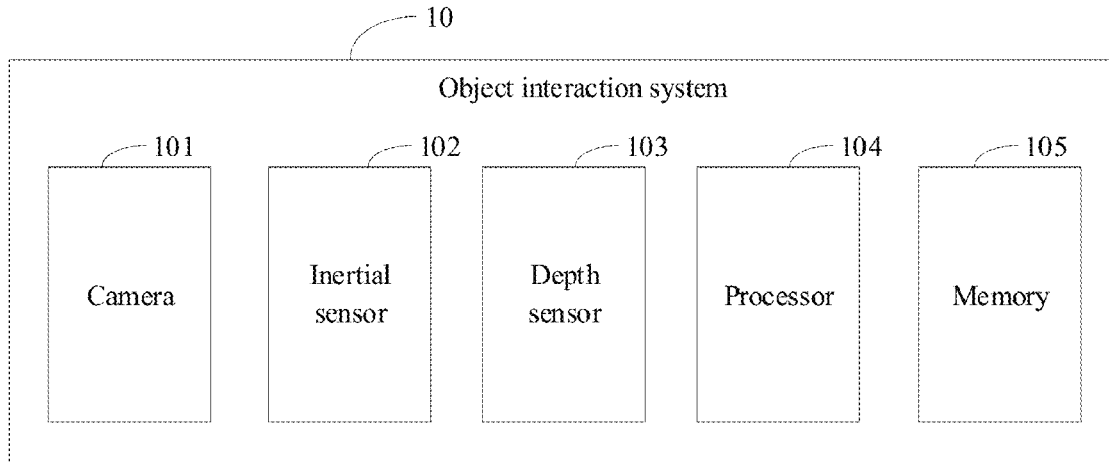 10
Object interaction system
101
102
103
104
105
Camera
Inertial
sensor
Depth
sensor
Processor
Memory